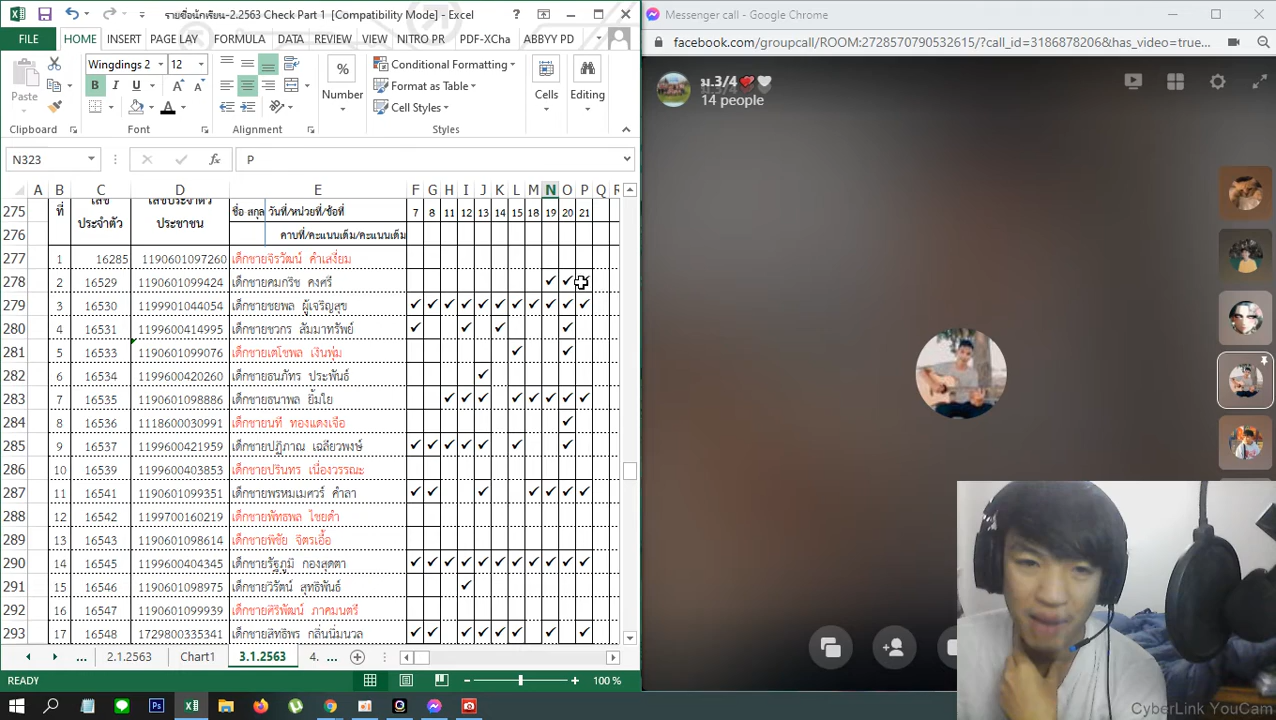 รายชื่อนักเรียน-2.2563 Check Part 1 [Compatibility Mode] - Excel
FILE HOME INSERT PAGE LAY FORMULA DATA REVIEW VIEW NITRO PR PDF-XCha ABBYY PD
Wingdings 2 12
Paste
B I U
Number
Conditional Formatting
Format as Table
Cell Styles
Cells
Editing
Clipboard Font Alignment Styles
N323 P
A B C D E F G H I J K L M N O P Q R
275 ที่ เลข เลขประจำตัว ชื่อ สกุล วันที่/หน่วยที่/ข้อที่ 7 8 11 12 13 14 15 18 19 20 21
ประจำตัว ประชาชน
276 คาบที่/คะแนนเต็ม/คะแนนเต็ม
277 1 16285 1190601097260 เด็กชายจิรวัฒน์ คำเสงี่ยม
278 2 16529 1190601099424 เด็กชายคมกริช คงศรี ✓ ✓ ✓
279 3 16530 1199901044054 เด็กชายชยพล ผู้เจริญสุข ✓ ✓ ✓ ✓ ✓ ✓ ✓ ✓ ✓ ✓ ✓
280 4 16531 1199600414995 เด็กชายชวกร สัมมาทรัพย์ ✓ ✓ ✓ ✓
281 5 16533 1190601099076 เด็กชายเตโชพล เงินพุ่ม ✓ ✓
282 6 16534 1199600420260 เด็กชายธนภัทร ประพันธ์ ✓
283 7 16535 1190601098886 เด็กชายธนาพล ยิ้มใย ✓ ✓ ✓ ✓ ✓ ✓ ✓ ✓
284 8 16536 1118600030991 เด็กชายนที ทองแดงเจือ ✓
285 9 16537 1199600421959 เด็กชายปฏิภาณ เฉลียวพงษ์ ✓ ✓ ✓ ✓ ✓ ✓ ✓
286 10 16539 1199600403853 เด็กชายปรินทร เนื่องวรรณะ
287 11 16541 1190601099351 เด็กชายพรหมเมศวร์ คำลา ✓ ✓ ✓ ✓ ✓ ✓ ✓
288 12 16542 1199700160219 เด็กชายพัทธพล ไชยดำ
289 13 16543 1190601098614 เด็กชายพีชัย จิตรเอื้อ
290 14 16545 1199600404345 เด็กชายรัฐภูมิ กองสุดตา ✓ ✓ ✓ ✓ ✓ ✓ ✓ ✓ ✓ ✓ ✓
291 15 16546 1190601098975 เด็กชายวิรัตน์ สุทธิพันธ์ ✓
292 16 16547 1190601099939 เด็กชายศิริพัฒน์ ภาคมนตรี
293 17 16548 1729800335341 เด็กชายสิทธิพร กลิ่นนิ่มนวล ✓ ✓ ✓ ✓ ✓ ✓ ✓ ✓
... 2.1.2563 Chart1 3.1.2563 4. ...
READY 100 %
Messenger call - Google Chrome
facebook.com/groupcall/ROOM:2728570790532615/?call_id=3186878206&has_video=true...
ม.3/4
14 people
CyberLink YouCam